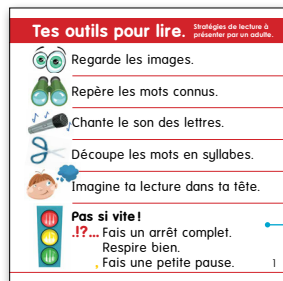 Tes outils pour lire. Stratégies de lecture à
présenter par un adulte.
Regarde les images.
Repère les mots connus.
Chante le son des lettres.
Découpe les mots en syllabes.
Imagine ta lecture dans ta tête.
Pas si vite !
.!?... Fais un arrêt complet.
Respire bien.
, Fais une petite pause.
1